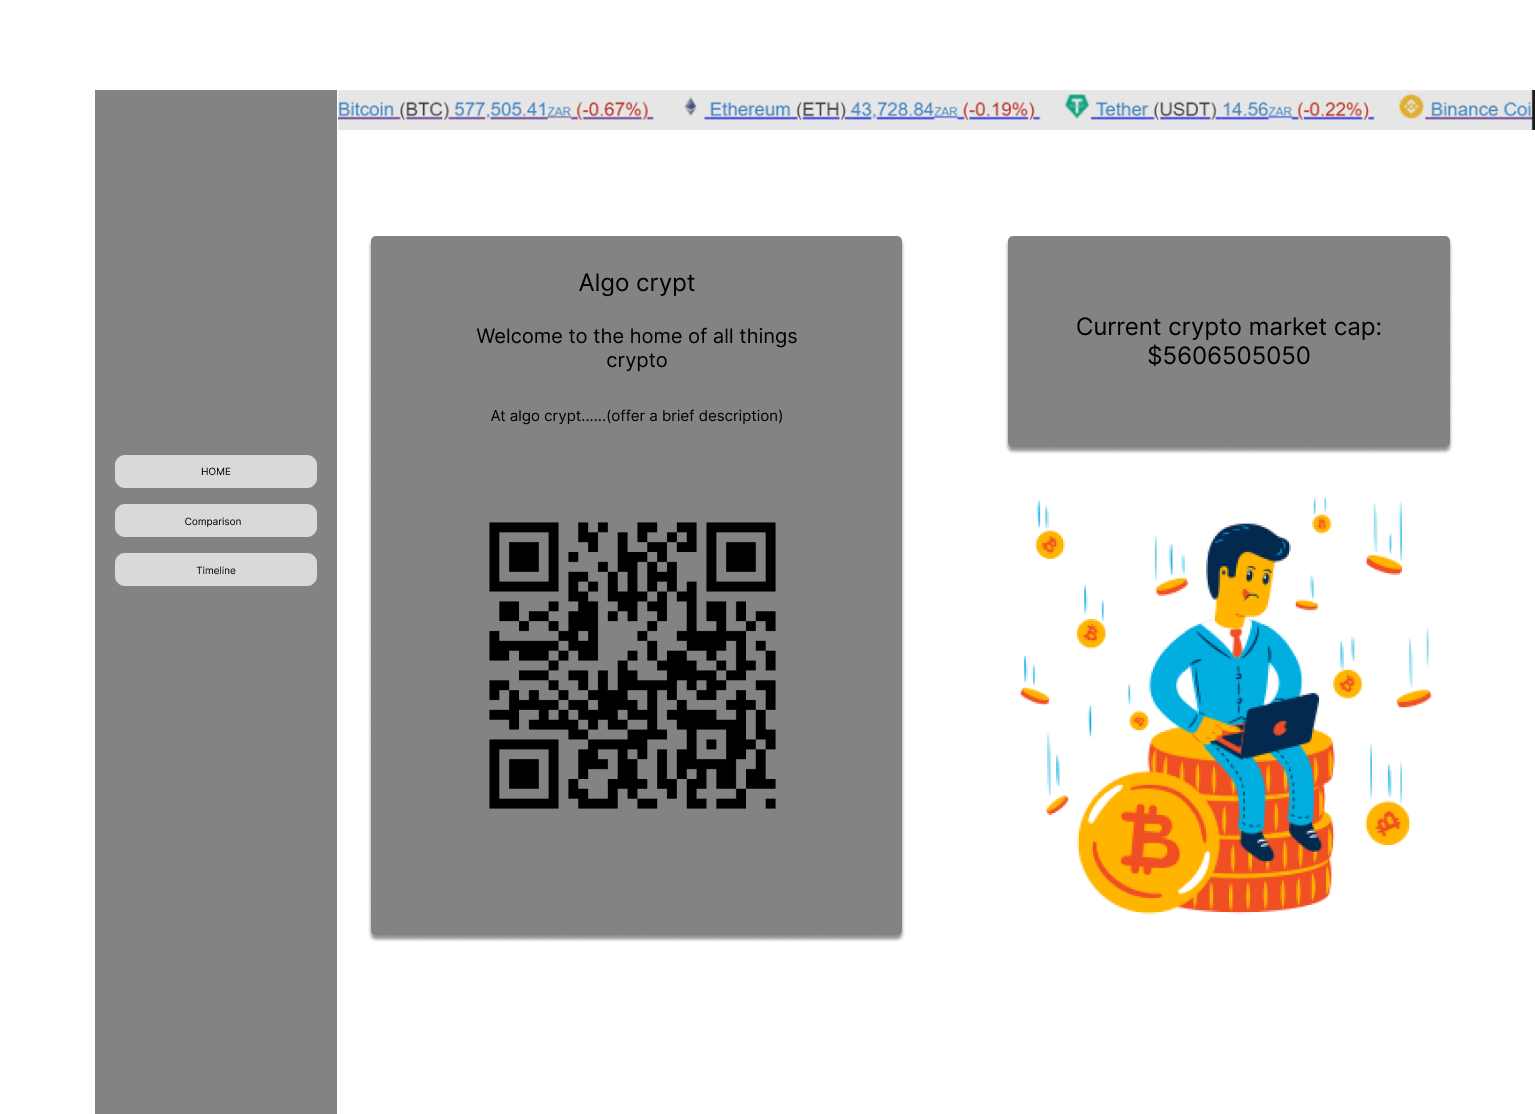 Bitcoin (BTC) 577,505.41ZAR (-0.67%) Ethereum (ETH) 43,728.84ZAR (-0.19%) Tether (USDT) 14.56ZAR (-0.22%) Binance Coi
Algo crypt
Welcome to the home of all things
crypto
At algo crypt......(offer a brief description)
Current crypto market cap:
$5606505050
HOME
Comparison
Timeline